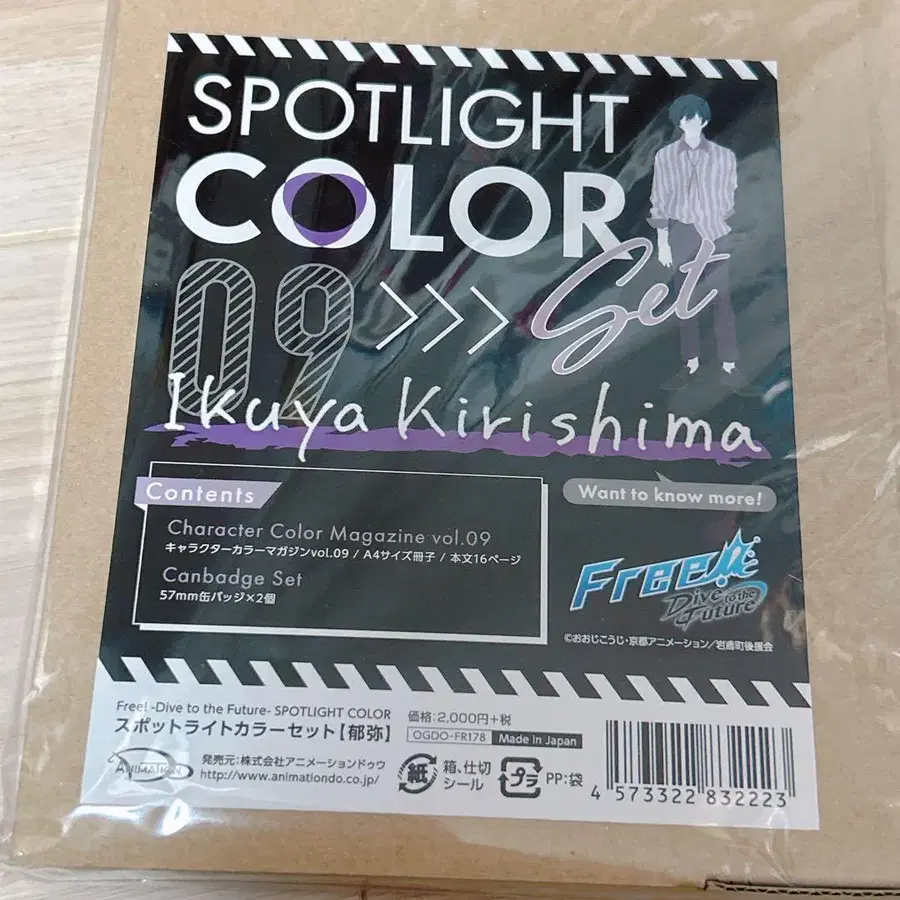 SPOTLIGHT
COLOR
09 >>> Set
Ikuya Kirishima
Contents
Character Color Magazine vol.09
キャラクターカラーマガジンvol.09 / A4サイズ冊子 / 本文16ページ
Canbadge Set
57mm缶バッジ×2個
Want to know more!
Free!
Dive to the Future
©おおじこうじ・京都アニメーション/岩鳶町後援会
Free! -Dive to the Future- SPOTLIGHT COLOR
スポットライトカラーセット【郁弥】
価格:2,000円+税
OGDO-FR178 Made in Japan
ANIMATION DO
発売元:株式会社アニメーションドゥウ
http://www.animationdo.co.jp/
紙 箱、仕切
シール
プラ PP:袋
4 573322 832223